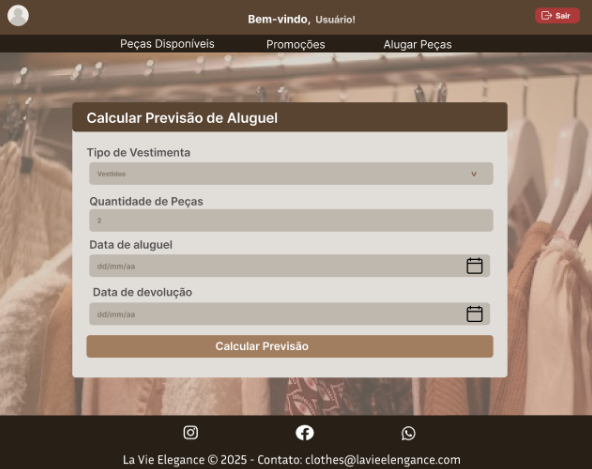 Bem-vindo, Usuário!
Sair
Peças Disponíveis Promoções Alugar Peças
Calcular Previsão de Aluguel
Tipo de Vestimenta
Vestidos
Quantidade de Peças
2
Data de aluguel
dd/mm/aa
Data de devolução
dd/mm/aa
Calcular Previsão
La Vie Elegance © 2025 - Contato: clothes@lavieelengance.com